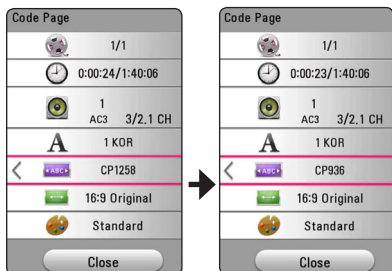 Code Page
1/1
0:00:24/1:40:06
1
AC3 3/2.1 CH
A 1 KOR
ABC CP1258
16:9 Original
Standard
Close
Code Page
1/1
0:00:23/1:40:06
1
AC3 3/2.1 CH
A 1 KOR
ABC CP936
16:9 Original
Standard
Close